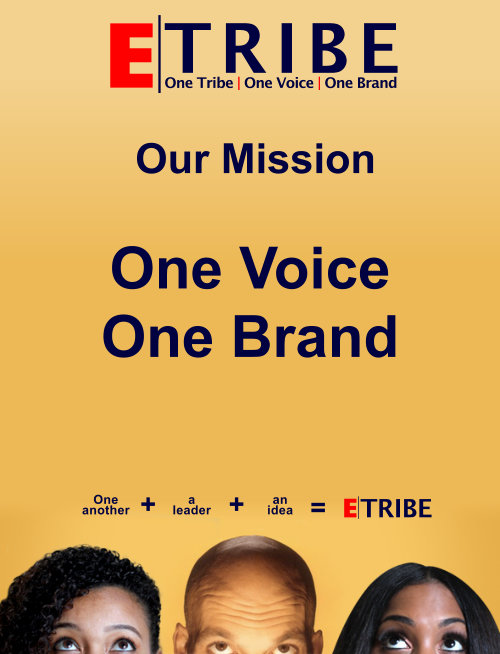 E TRIBE
One Tribe | One Voice | One Brand
Our Mission
One Voice
One Brand
One another + a leader + an idea = E TRIBE